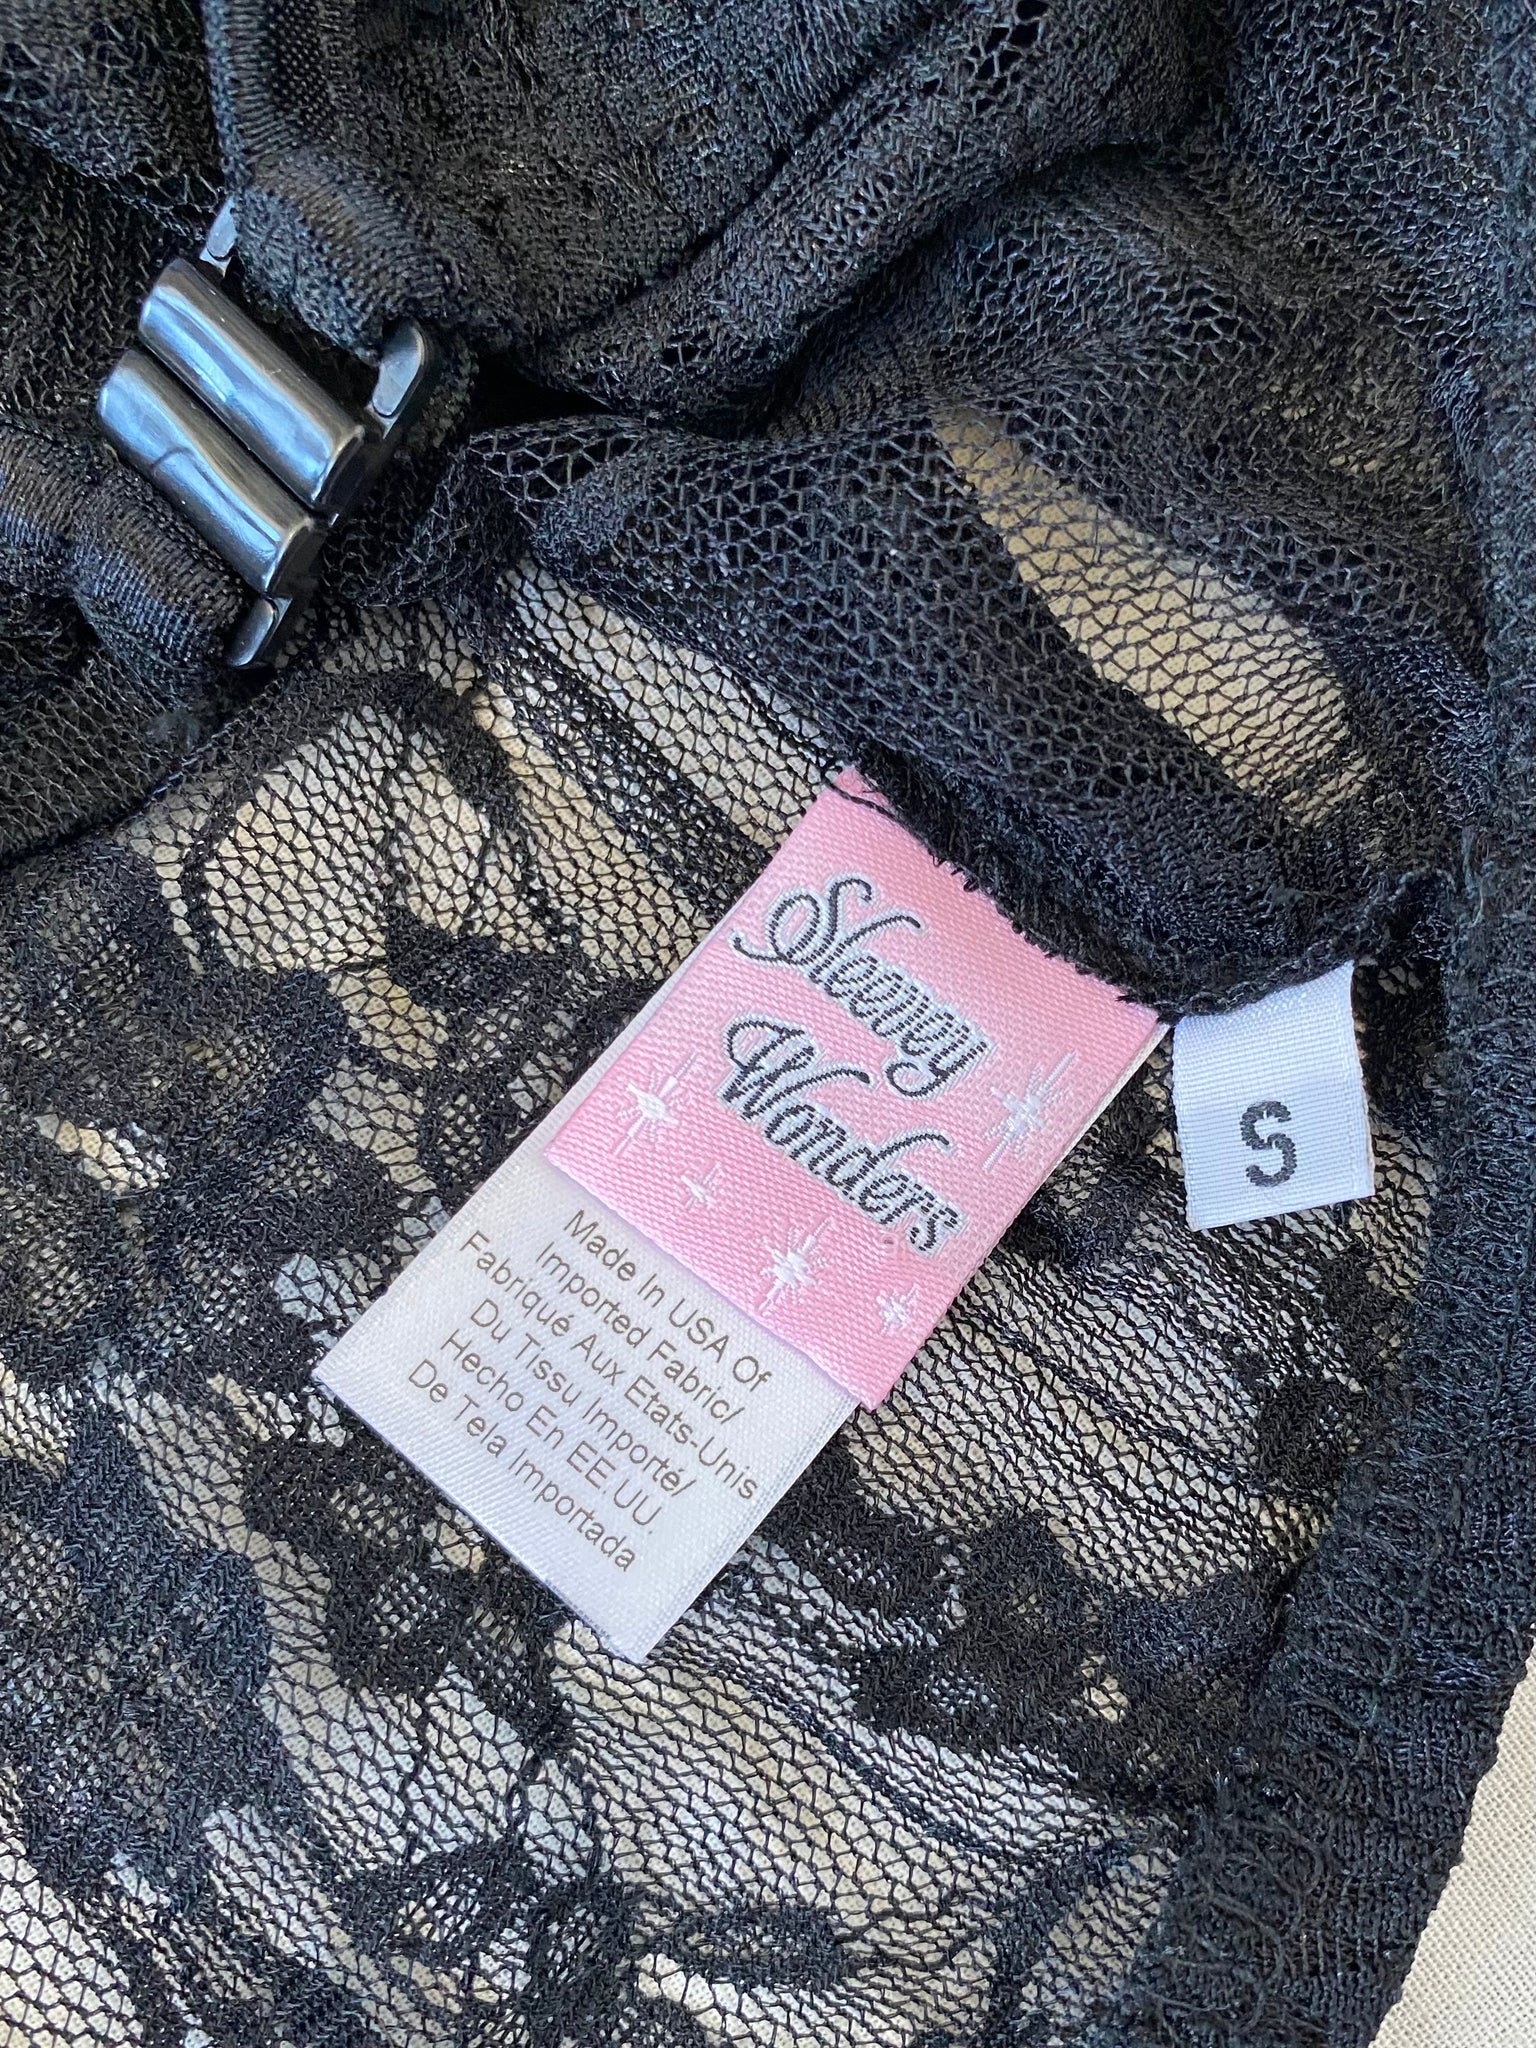 Skinny
Wonders
S
Made In USA Of
Imported Fabric/
Fabriqué Aux Etats-Unis
Du Tissu Importé/
Hecho En EE.UU.
De Tela Importada